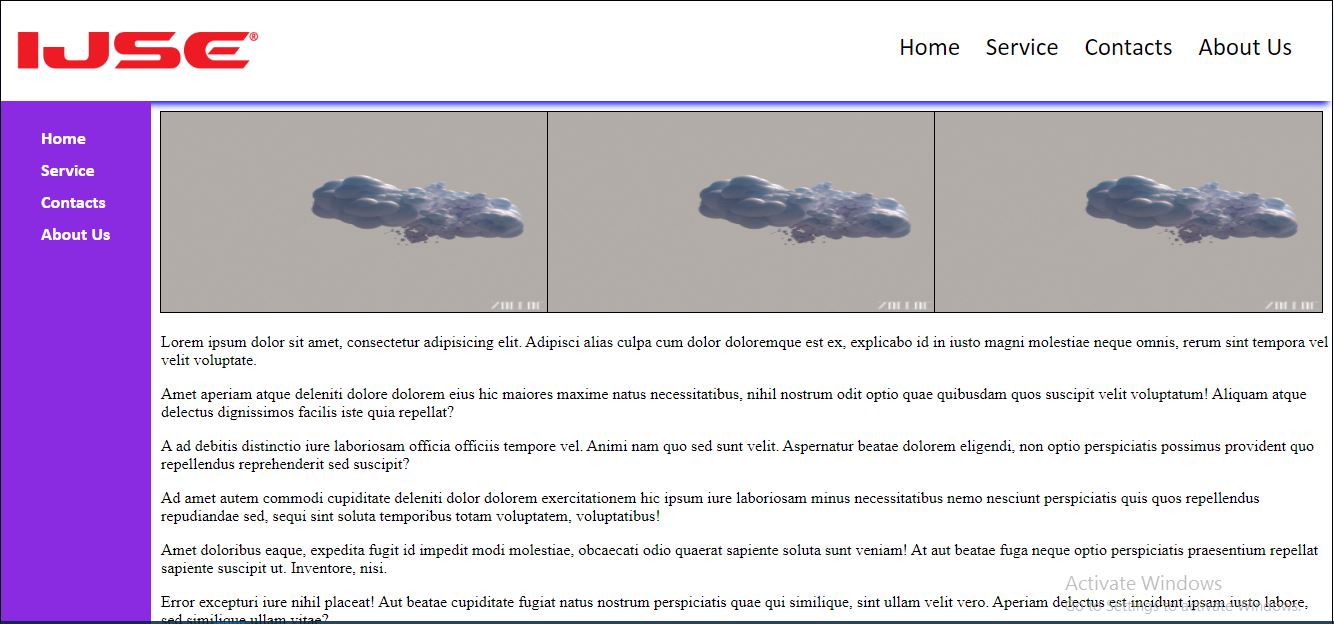 IJSE®
Home Service Contacts About Us
Home
Service
Contacts
About Us
Lorem ipsum dolor sit amet, consectetur adipisicing elit. Adipisci alias culpa cum dolor doloremque est ex, explicabo id in iusto magni molestiae neque omnis, rerum sint tempora vel
velit voluptate.
Amet aperiam atque deleniti dolore dolorem eius hic maiores maxime natus necessitatibus, nihil nostrum odit optio quae quibusdam quos suscipit velit voluptatum! Aliquam atque
delectus dignissimos facilis iste quia repellat?
A ad debitis distinctio iure laboriosam officia officiis tempore vel. Animi nam quo sed sunt velit. Aspernatur beatae dolorem eligendi, non optio perspiciatis possimus provident quo
repellendus reprehenderit sed suscipit?
Ad amet autem commodi cupiditate deleniti dolor dolorem exercitationem hic ipsum iure laboriosam minus necessitatibus nemo nesciunt perspiciatis quis quos repellendus
repudiandae sed, sequi sint soluta temporibus totam voluptatem, voluptatibus!
Amet doloribus eaque, expedita fugit id impedit modi molestiae, obcaecati odio quaerat sapiente soluta sunt veniam! At aut beatae fuga neque optio perspiciatis praesentium repellat
sapiente suscipit ut. Inventore, nisi.
Activate Windows
Error excepturi iure nihil placeat! Aut beatae cupiditate fugiat natus nostrum perspiciatis quae qui similique, sint ullam velit vero. Aperiam delectus est incidunt ipsam iusto labore,
Go to Settings to activate Windows.
sed similique ullam vitae?